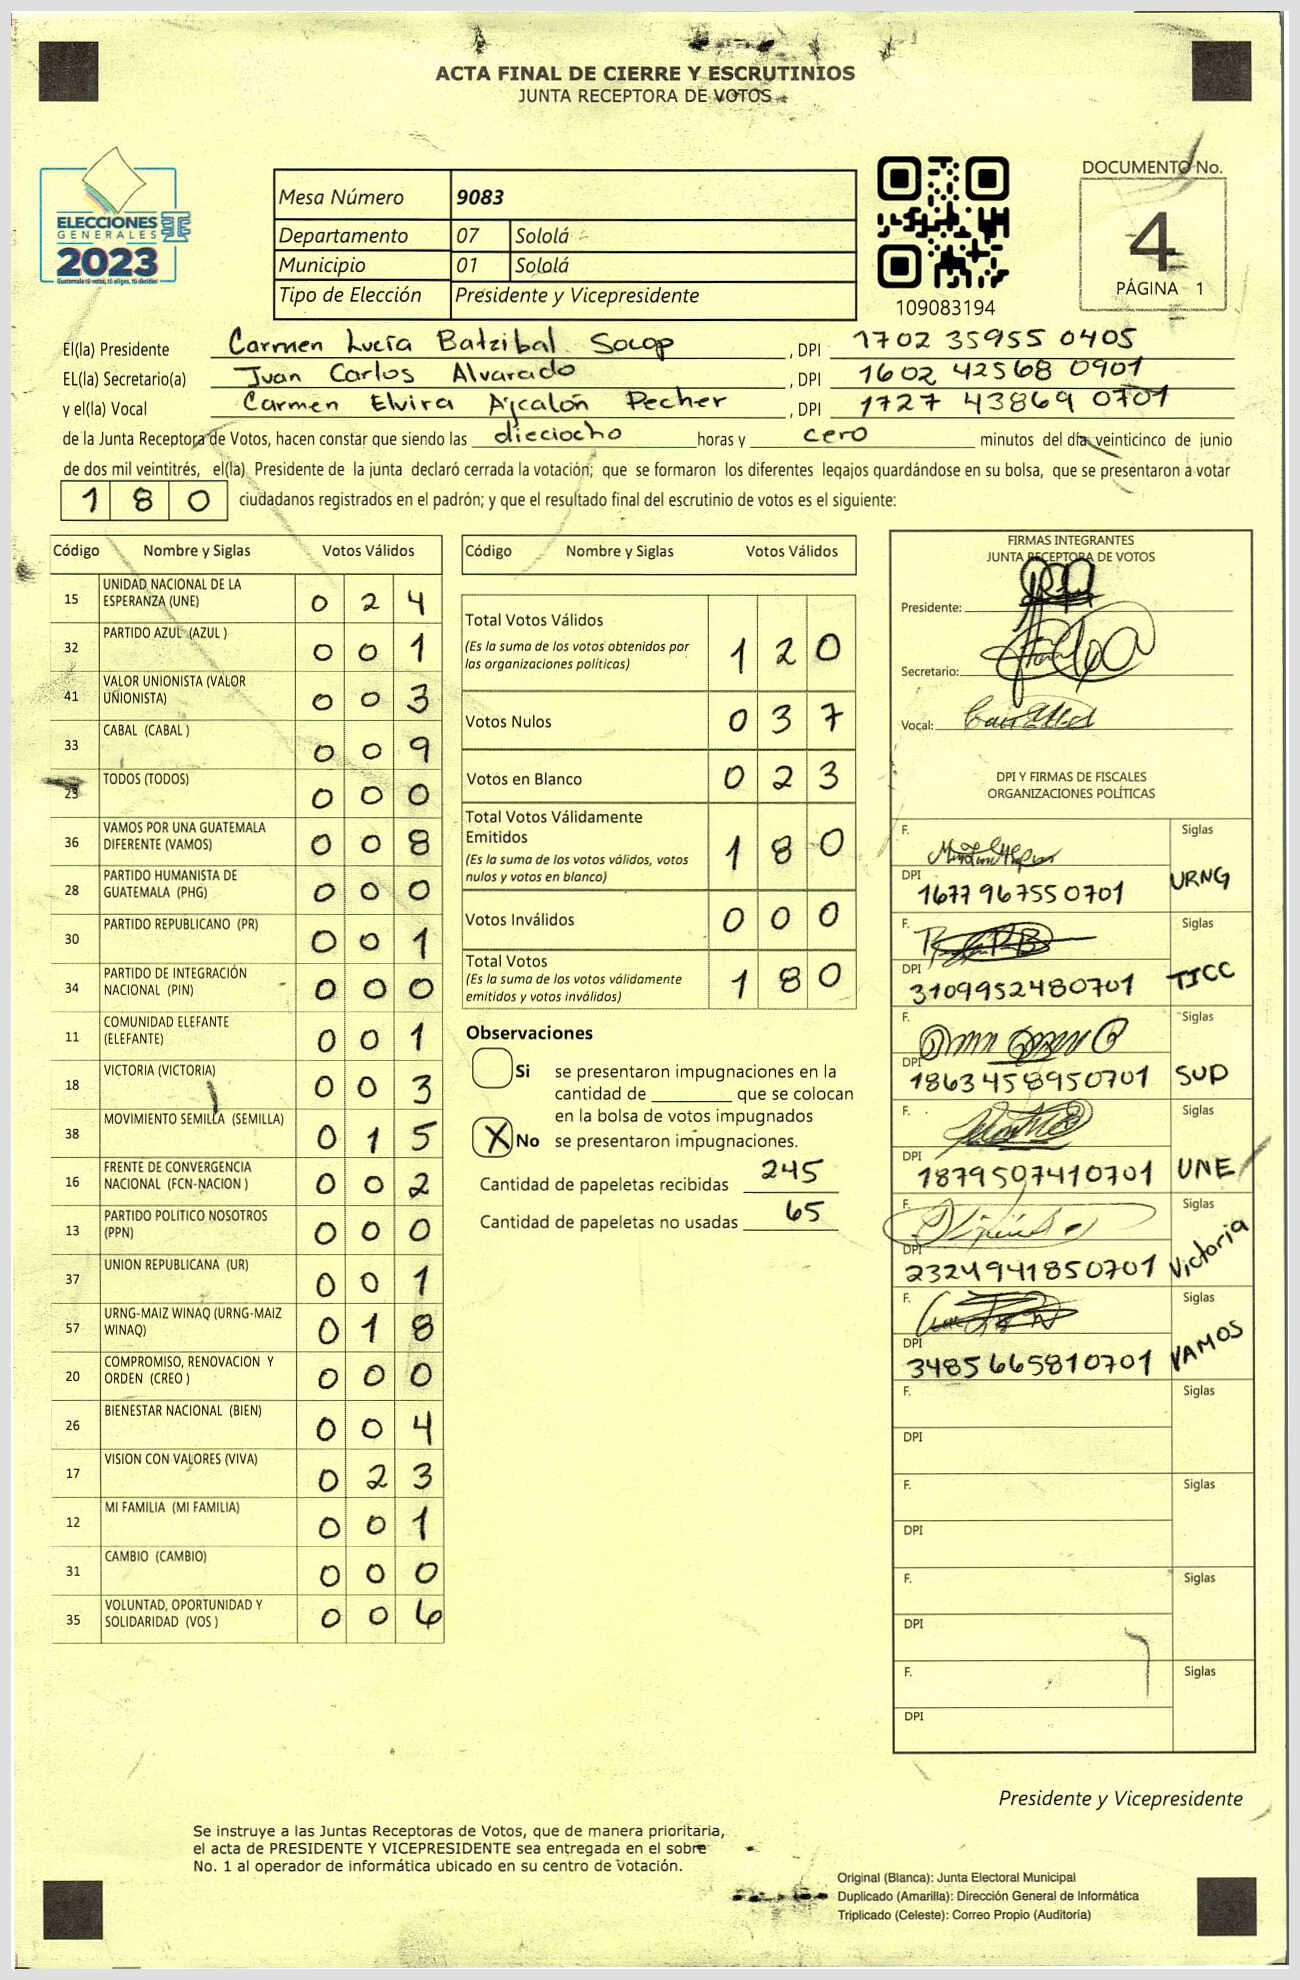 ACTA FINAL DE CIERRE Y ESCRUTINIOS
JUNTA RECEPTORA DE VOTOS
ELECCIONES
GENERALES
2023
Guatemala tú votas, tú eliges, tú decides
TSE
Mesa Número 9083
Departamento 07 Sololá
Municipio 01 Sololá
Tipo de Elección Presidente y Vicepresidente
109083194
DOCUMENTO No.
4
PÁGINA 1
El(la) Presidente Carmen Lucía Batzibal Socop , DPI 1702 35955 0405
EL(la) Secretario(a) Juan Carlos Alvarado , DPI 1602 42568 0901
y el(la) Vocal Carmen Elvira Ajcalón Pecher , DPI 1727 43869 0701
de la Junta Receptora de Votos, hacen constar que siendo las dieciocho horas y cero minutos del día veinticinco de junio
de dos mil veintitrés, el(la) Presidente de la junta declaró cerrada la votación; que se formaron los diferentes legajos guardándose en su bolsa, que se presentaron a votar
180 ciudadanos registrados en el padrón; y que el resultado final del escrutinio de votos es el siguiente:
Código Nombre y Siglas Votos Válidos
15 UNIDAD NACIONAL DE LA ESPERANZA (UNE) 0 2 4
32 PARTIDO AZUL (AZUL ) 0 0 1
41 VALOR UNIONISTA (VALOR UNIONISTA) 0 0 3
33 CABAL (CABAL ) 0 0 9
23 TODOS (TODOS) 0 0 0
36 VAMOS POR UNA GUATEMALA DIFERENTE (VAMOS) 0 0 8
28 PARTIDO HUMANISTA DE GUATEMALA (PHG) 0 0 0
30 PARTIDO REPUBLICANO (PR) 0 0 1
34 PARTIDO DE INTEGRACIÓN NACIONAL (PIN) 0 0 0
11 COMUNIDAD ELEFANTE (ELEFANTE) 0 0 1
18 VICTORIA (VICTORIA) 0 0 3
38 MOVIMIENTO SEMILLA (SEMILLA) 0 1 5
16 FRENTE DE CONVERGENCIA NACIONAL (FCN-NACION ) 0 0 2
13 PARTIDO POLITICO NOSOTROS (PPN) 0 0 0
37 UNION REPUBLICANA (UR) 0 0 1
57 URNG-MAIZ WINAQ (URNG-MAIZ WINAQ) 0 1 8
20 COMPROMISO, RENOVACION Y ORDEN (CREO ) 0 0 0
26 BIENESTAR NACIONAL (BIEN) 0 0 4
17 VISION CON VALORES (VIVA) 0 2 3
12 MI FAMILIA (MI FAMILIA) 0 0 1
31 CAMBIO (CAMBIO) 0 0 0
35 VOLUNTAD, OPORTUNIDAD Y SOLIDARIDAD (VOS ) 0 0 6
Código Nombre y Siglas Votos Válidos
Total Votos Válidos 1 2 0
(Es la suma de los votos obtenidos por
las organizaciones políticas)
Votos Nulos 0 3 7
Votos en Blanco 0 2 3
Total Votos Válidamente
Emitidos 1 8 0
(Es la suma de los votos válidos, votos
nulos y votos en blanco)
Votos Inválidos 0 0 0
Total Votos 1 8 0
(Es la suma de los votos válidamente
emitidos y votos inválidos)
Observaciones
Si se presentaron impugnaciones en la
cantidad de ________ que se colocan
en la bolsa de votos impugnados
X No se presentaron impugnaciones.
Cantidad de papeletas recibidas 245
Cantidad de papeletas no usadas 65
FIRMAS INTEGRANTES
JUNTA RECEPTORA DE VOTOS
Presidente:
Secretario:
Vocal:
DPI Y FIRMAS DE FISCALES
ORGANIZACIONES POLÍTICAS
F. Siglas
DPI 1677 96755 0701 URNG
F. Siglas
DPI 3109952480701 TICC
F. Siglas
DPI 1863458950701 SUD
F. Siglas
DPI 1879507410701 UNE
F. Siglas
DPI 2324941850701 Victoria
F. Siglas
DPI 3485665810701 VAMOS
F. Siglas
DPI
F. Siglas
DPI
F. Siglas
DPI
F. Siglas
DPI
Presidente y Vicepresidente
Se instruye a las Juntas Receptoras de Votos, que de manera prioritaria,
el acta de PRESIDENTE Y VICEPRESIDENTE sea entregada en el sobre
No. 1 al operador de informática ubicado en su centro de votación.
Original (Blanca): Junta Electoral Municipal
Duplicado (Amarilla): Dirección General de Informática
Triplicado (Celeste): Correo Propio (Auditoría)